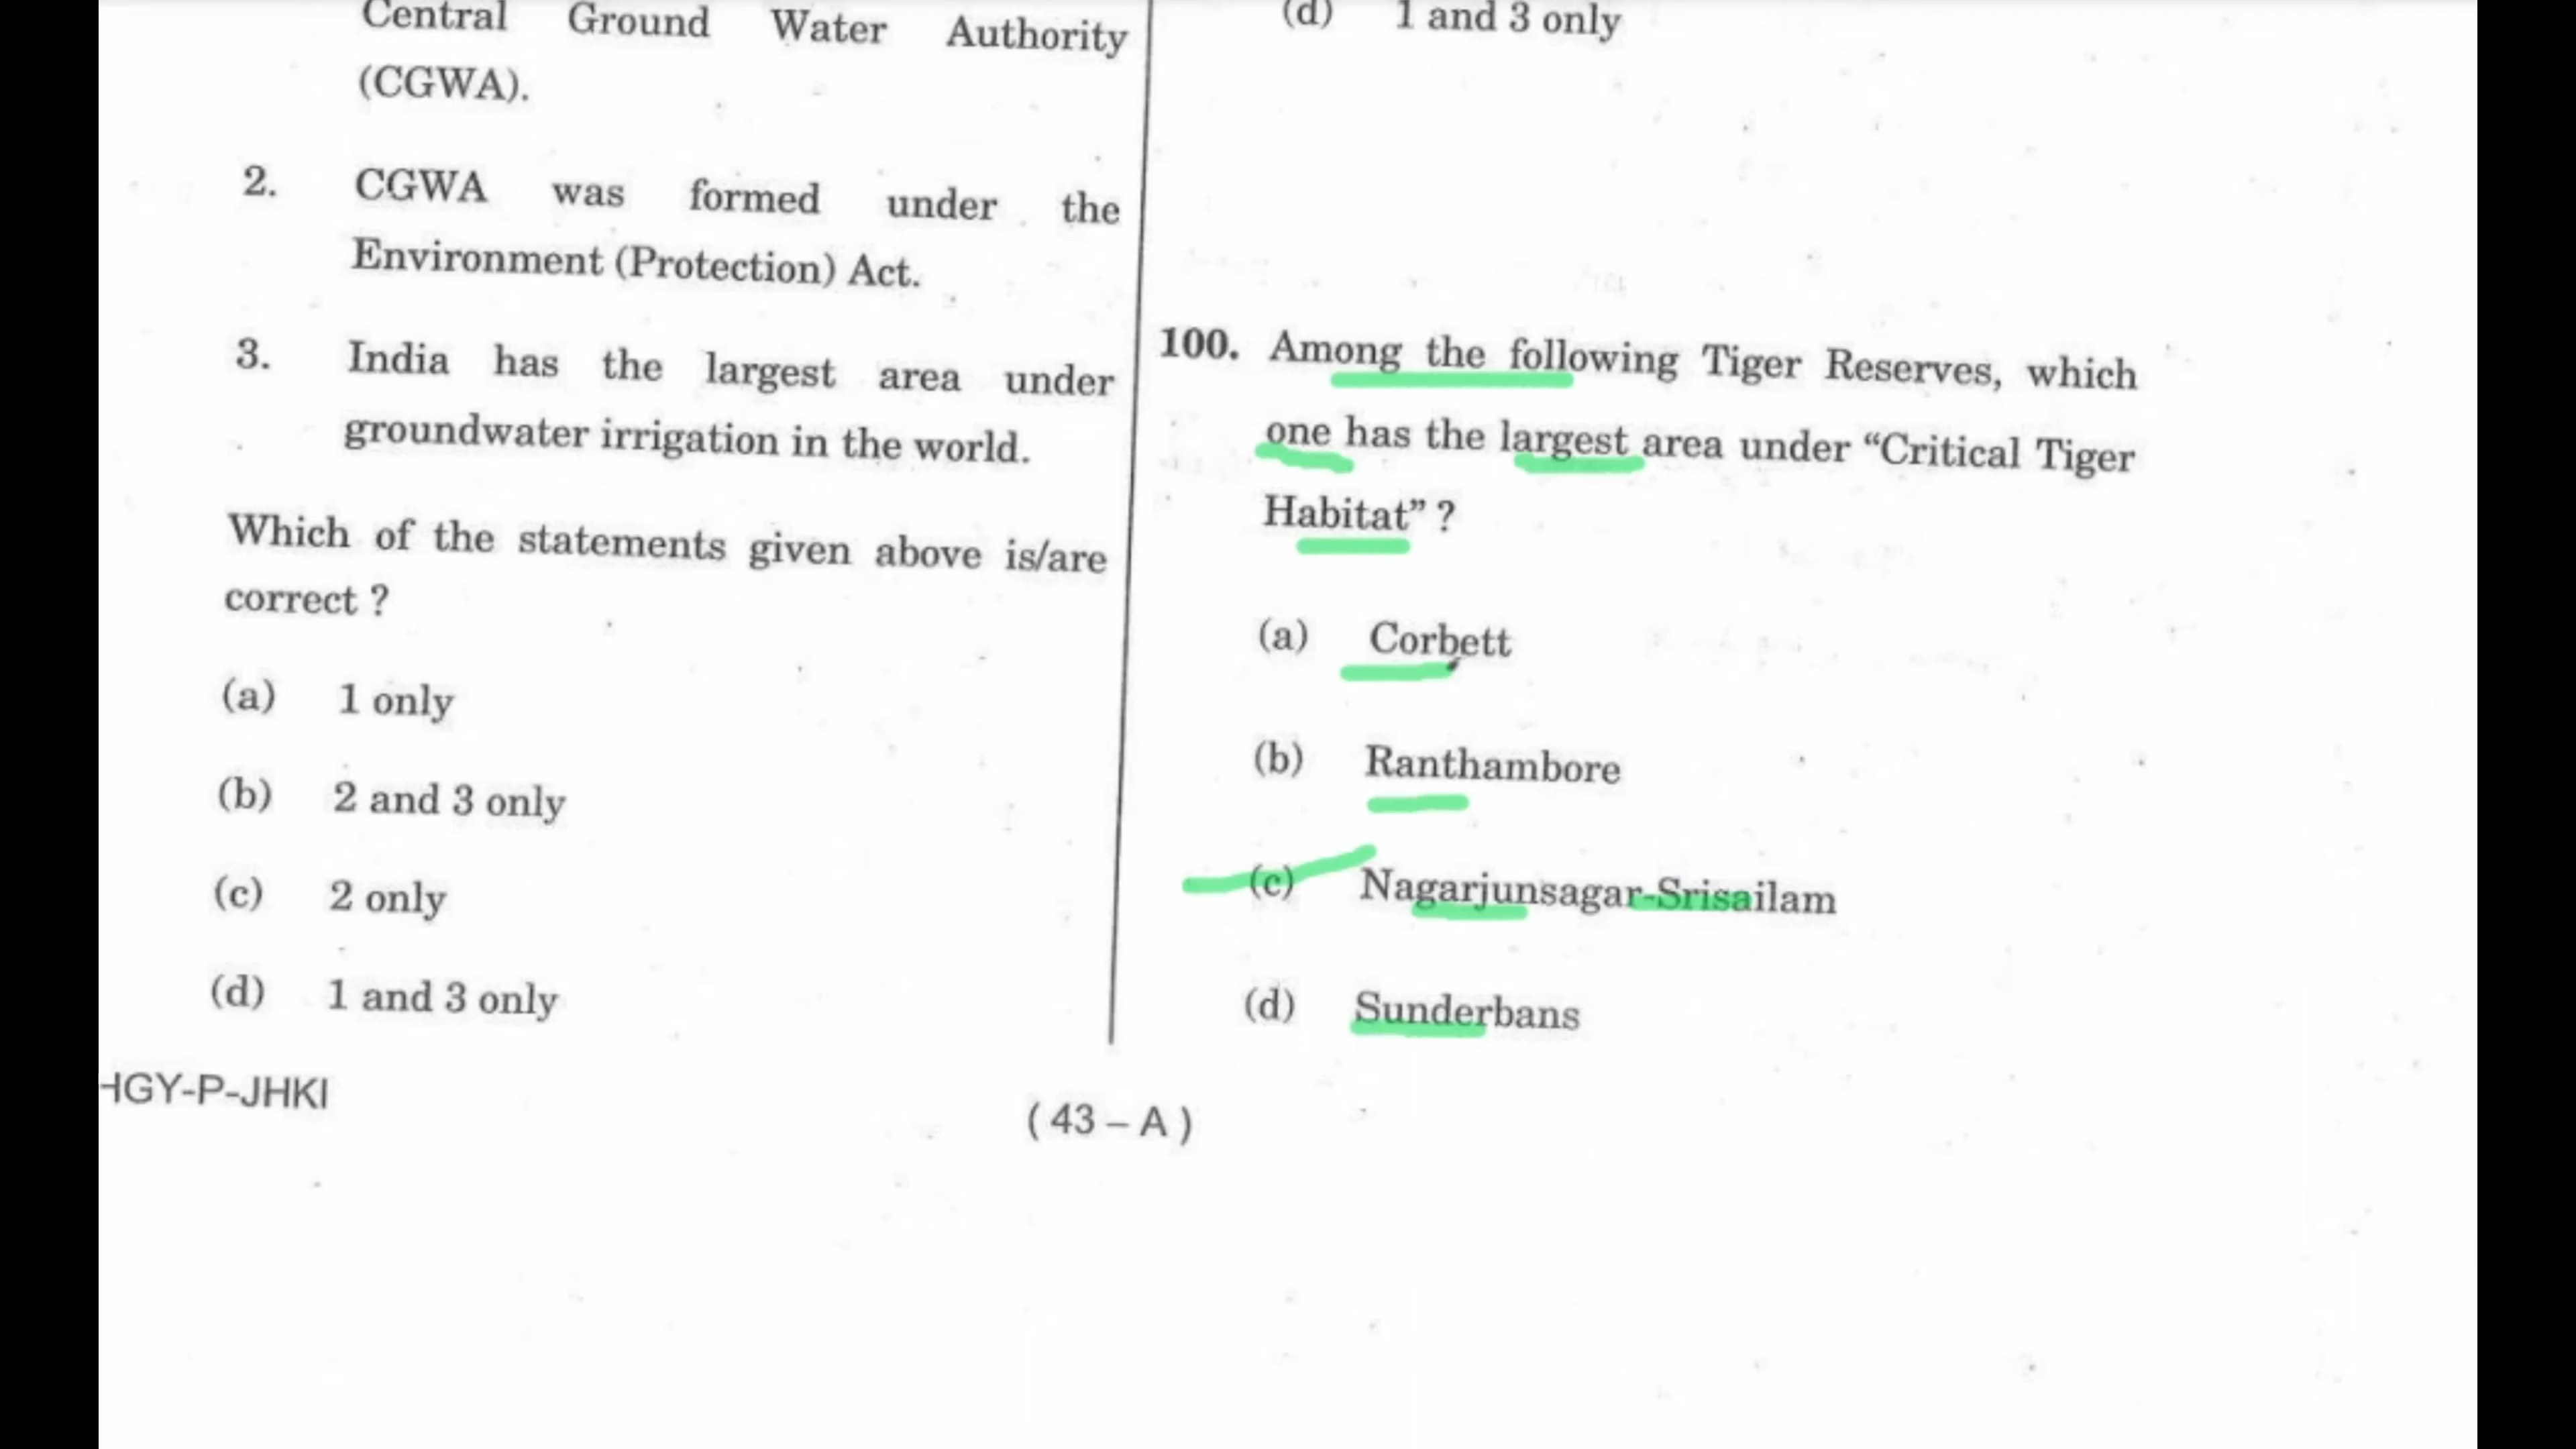 Central Ground Water Authority
(CGWA).
2. CGWA was formed under the
Environment (Protection) Act.
3. India has the largest area under
groundwater irrigation in the world.
Which of the statements given above is/are
correct ?
(a) 1 only
(b) 2 and 3 only
(c) 2 only
(d) 1 and 3 only
(d) 1 and 3 only
100. Among the following Tiger Reserves, which
one has the largest area under “Critical Tiger
Habitat” ?
(a) Corbett
(b) Ranthambore
(c) Nagarjunsagar-Srisailam
(d) Sunderbans
HGY-P-JHKI
( 43 – A )